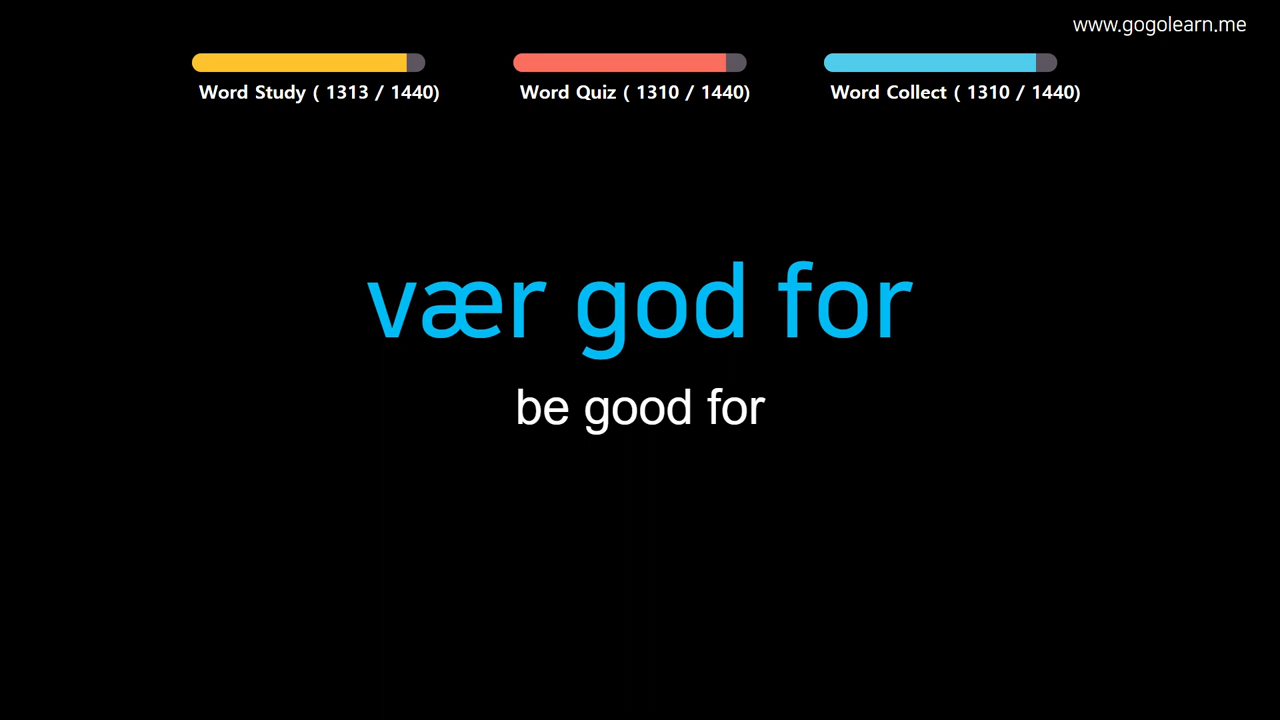 www.gogolearn.me
Word Study ( 1313 / 1440)
Word Quiz ( 1310 / 1440)
Word Collect ( 1310 / 1440)
vær god for
be good for